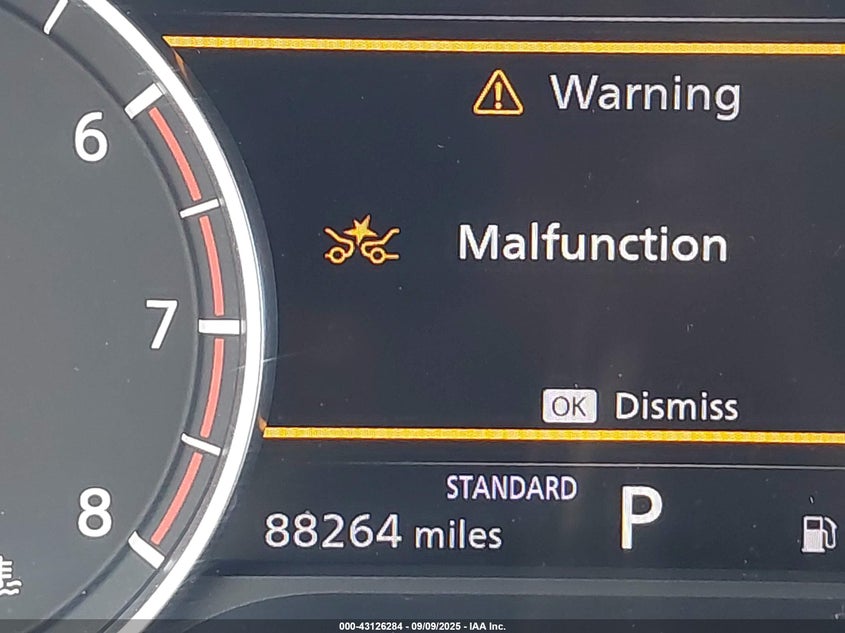 Warning
6
Malfunction
7
OK Dismiss
STANDARD
8
88264 miles
P
000-43126284 - 09/09/2025 - IAA Inc.